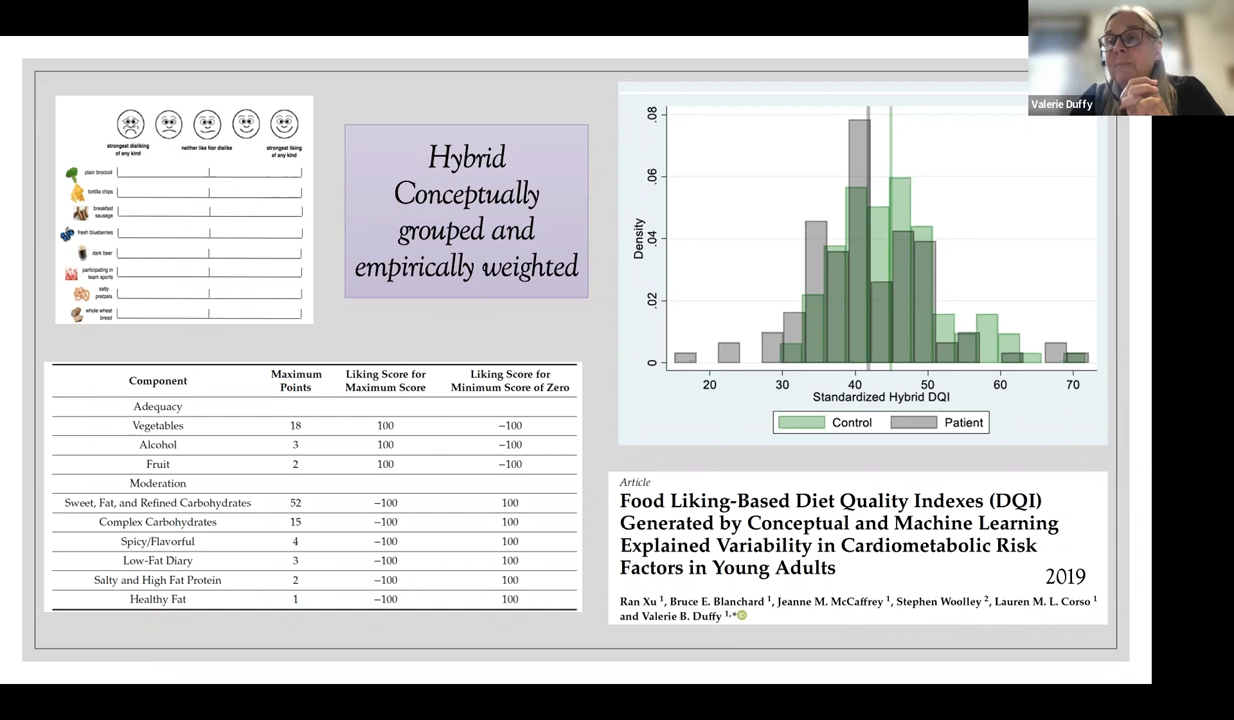 Valerie Duffy
strongest disliking
of any kind
neither like Nor dislike
strongest liking
of any kind
plain broccoli
tortilla chips
breakfast
sausage
fresh blueberries
dark beer
participating in
team sports
salty
pretzels
whole wheat
bread
Hybrid
Conceptually
grouped and
empirically weighted
Component Maximum Points Liking Score for Maximum Score Liking Score for Minimum Score of Zero
Adequacy
Vegetables 18 100 −100
Alcohol 3 100 −100
Fruit 2 100 −100
Moderation
Sweet, Fat, and Refined Carbohydrates 52 −100 100
Complex Carbohydrates 15 −100 100
Spicy/Flavorful 4 −100 100
Low-Fat Diary 3 −100 100
Salty and High Fat Protein 2 −100 100
Healthy Fat 1 −100 100
Density
.08
.06
.04
.02
0
20 30 40 50 60 70
Standardized Hybrid DQI
Control Patient
Article
Food Liking-Based Diet Quality Indexes (DQI)
Generated by Conceptual and Machine Learning
Explained Variability in Cardiometabolic Risk
Factors in Young Adults
2019
Ran Xu 1, Bruce E. Blanchard 1, Jeanne M. McCaffrey 1, Stephen Woolley 2, Lauren M. L. Corso 1
and Valerie B. Duffy 1,* iD